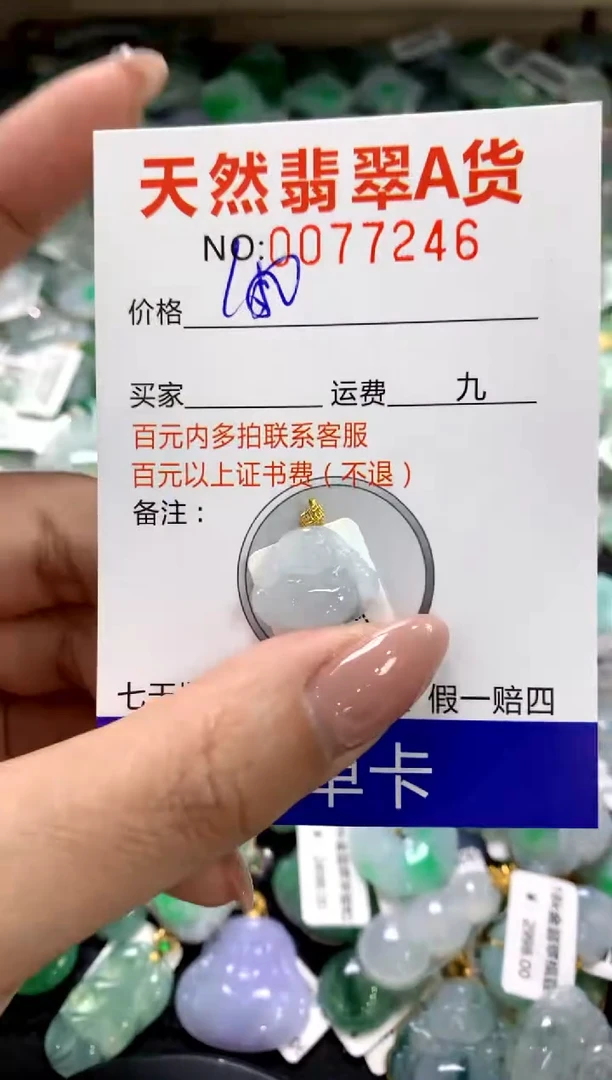 天然翡翠A货
NO:0077246
价格
买家 运费 九
百元内多拍联系客服
百元以上证书费（不退）
备注：
七天 假一赔四
单卡